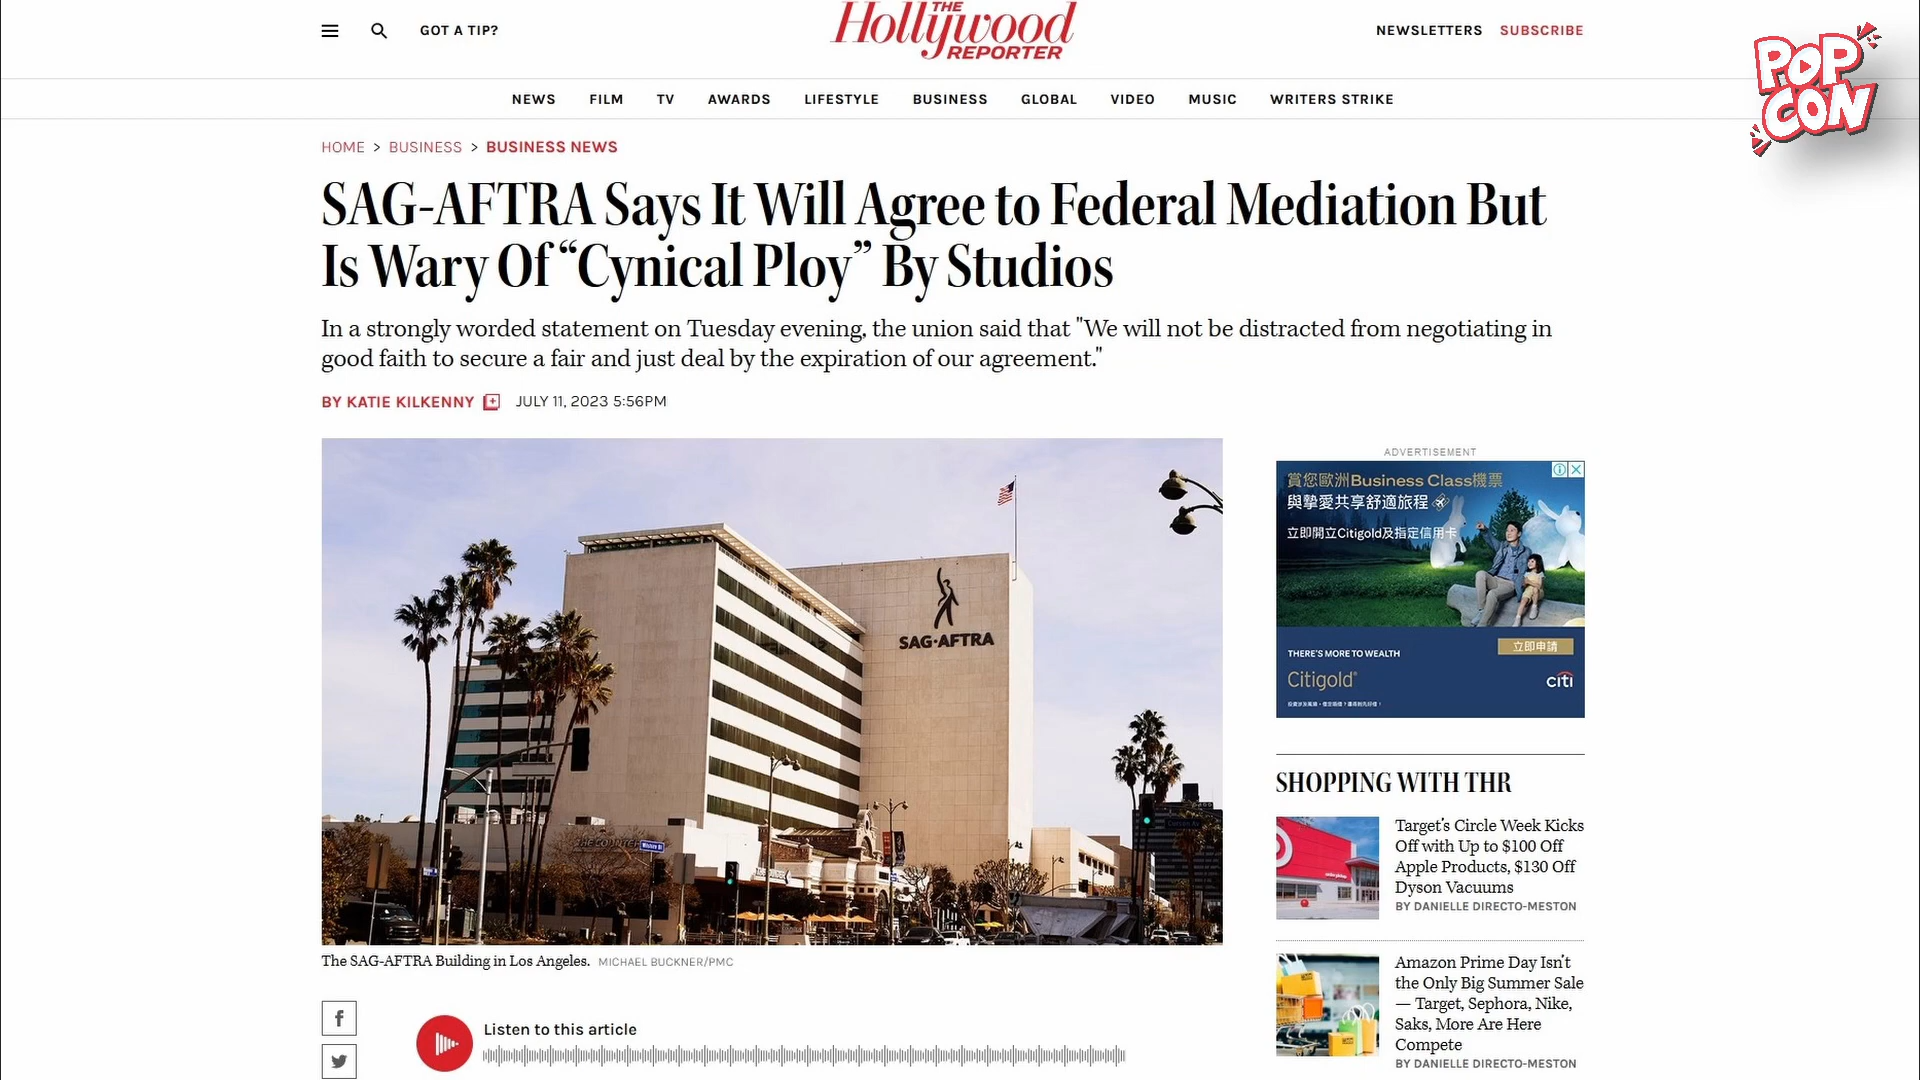 GOT A TIP?
THE
Hollywood
REPORTER
NEWSLETTERS
SUBSCRIBE
POP
CON
NEWS
FILM
TV
AWARDS
LIFESTYLE
BUSINESS
GLOBAL
VIDEO
MUSIC
WRITERS STRIKE
HOME > BUSINESS > BUSINESS NEWS
SAG-AFTRA Says It Will Agree to Federal Mediation But
Is Wary Of “Cynical Ploy” By Studios
In a strongly worded statement on Tuesday evening, the union said that "We will not be distracted from negotiating in
good faith to secure a fair and just deal by the expiration of our agreement."
BY KATIE KILKENNY
JULY 11, 2023 5:56PM
SAG·AFTRA
The SAG-AFTRA Building in Los Angeles. MICHAEL BUCKNER/PMC
Listen to this article
ADVERTISEMENT
賞您歐洲Business Class機票
與摯愛共享舒適旅程
立即開立Citigold及指定信用卡
THERE'S MORE TO WEALTH
立即申請
Citigold®
citi
SHOPPING WITH THR
Target's Circle Week Kicks
Off with Up to $100 Off
Apple Products, $130 Off
Dyson Vacuums
BY DANIELLE DIRECTO-MESTON
Amazon Prime Day Isn't
the Only Big Summer Sale
— Target, Sephora, Nike,
Saks, More Are Here
Compete
BY DANIELLE DIRECTO-MESTON